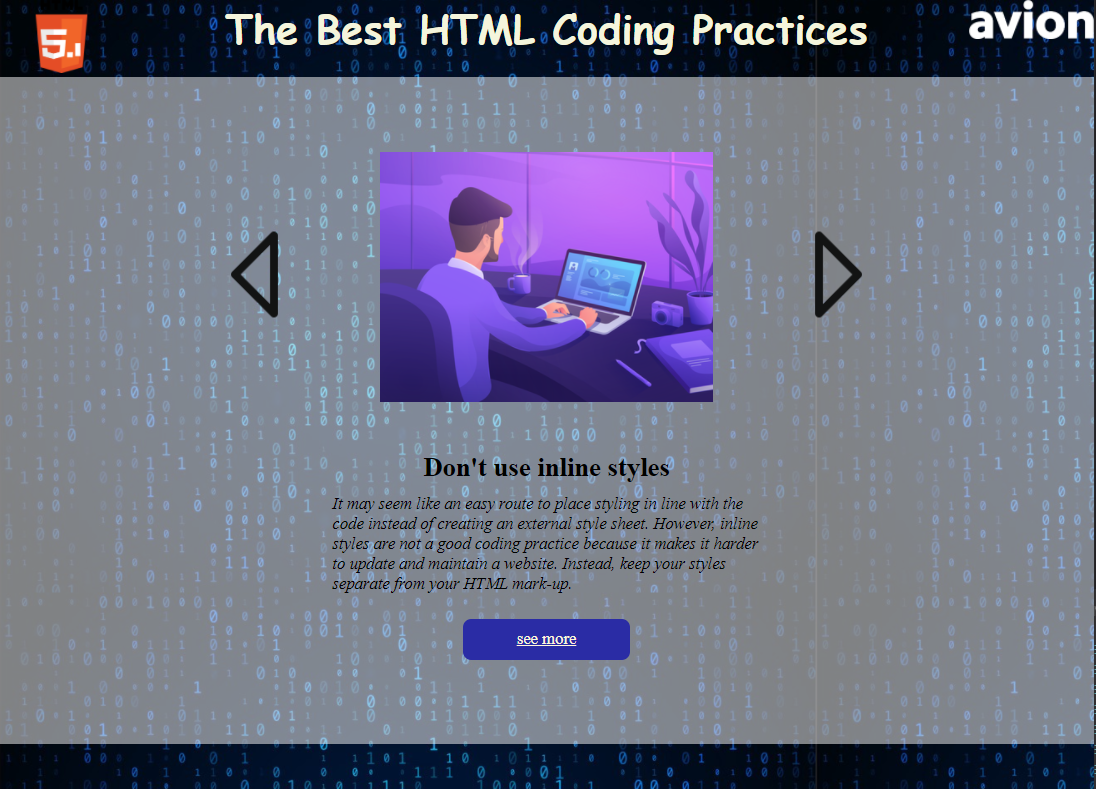 5.1
The Best HTML Coding Practices
avion
Don't use inline styles
It may seem like an easy route to place styling in line with the
code instead of creating an external style sheet. However, inline
styles are not a good coding practice because it makes it harder
to update and maintain a website. Instead, keep your styles
separate from your HTML mark-up.
see more